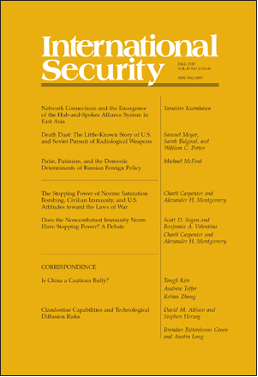 International
Security
FALL 2020
VOL. 45 NO. 2
Network Connections and the Emergence
of the Hub-and-Spokes Alliance System in
East Asia
Yasuhiro Izumikawa
Death Dust: The Little-Known Story of U.S.
and Soviet Pursuit of Radiological Weapons
Samuel Meyer,
Sarah Bidgood, and
William C. Potter
Putin, Putinism, and the Domestic
Determinants of Russian Foreign Policy
Michael McFaul
The Stopping Power of Norms: Saturation
Bombing, Civilian Immunity, and U.S.
Attitudes toward the Laws of War
Charli Carpenter and
Alexander H. Montgomery
Does the Noncombatant Immunity Norm
Have Stopping Power? A Debate
Scott D. Sagan and
Benjamin A. Valentino
Charli Carpenter and
Alexander H. Montgomery
CORRESPONDENCE
Is China a Cautious Bully?
Tongfi Kim
Andrew Taffer
Ketian Zhang
Clandestine Capabilities and Technological
Diffusion Risks
David M. Allison and
Stephen Herzog
Brendan Rittenhouse Green
and Austin Long